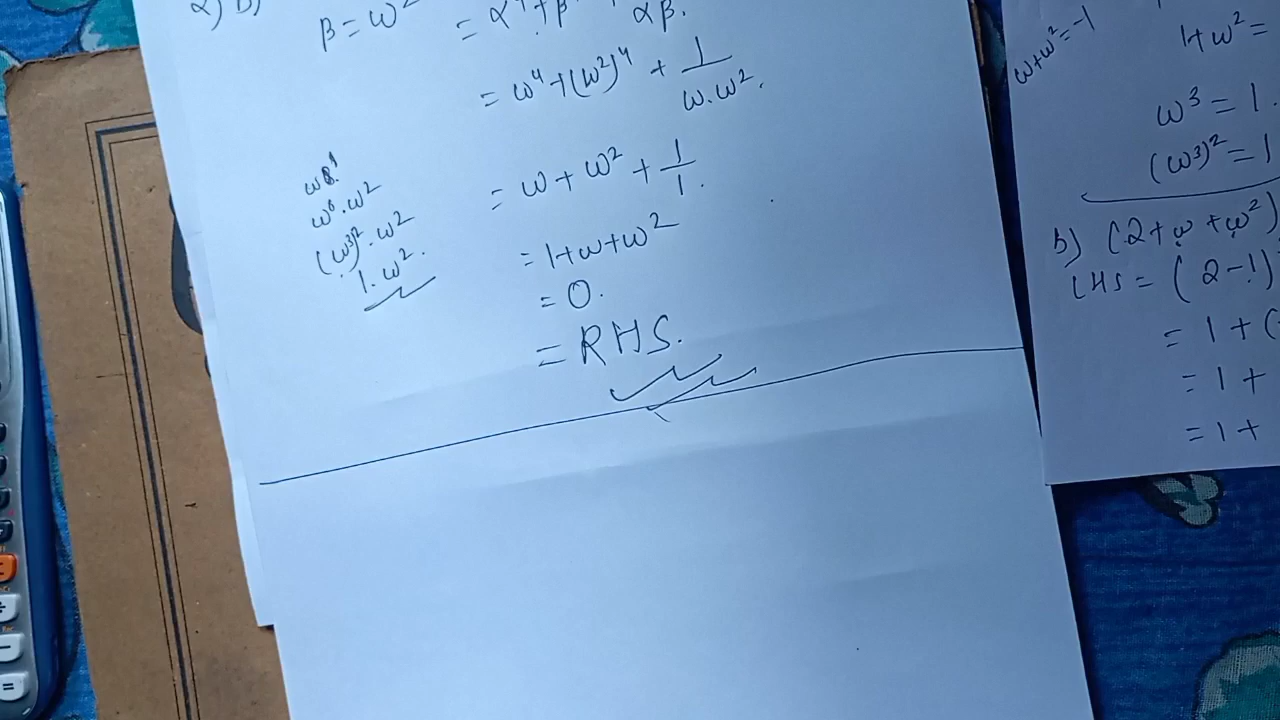 β = ω² = α⁴ + β⁴ + 1/αβ.
= ω⁴ + (ω²)⁴ + 1/ω.ω².
= ω + ω² + 1/1.
= 1+ω+ω²
= 0.
= RHS.
ω⁸
ω⁶.ω²
(ω³)².ω²
1.ω².
ω+ω²=-1
1+ω² =
ω³ = 1.
(ω³)² = 1
b) (2+ω+ω²)
LHS = (2-1)
= 1 + (
= 1 +
= 1 +